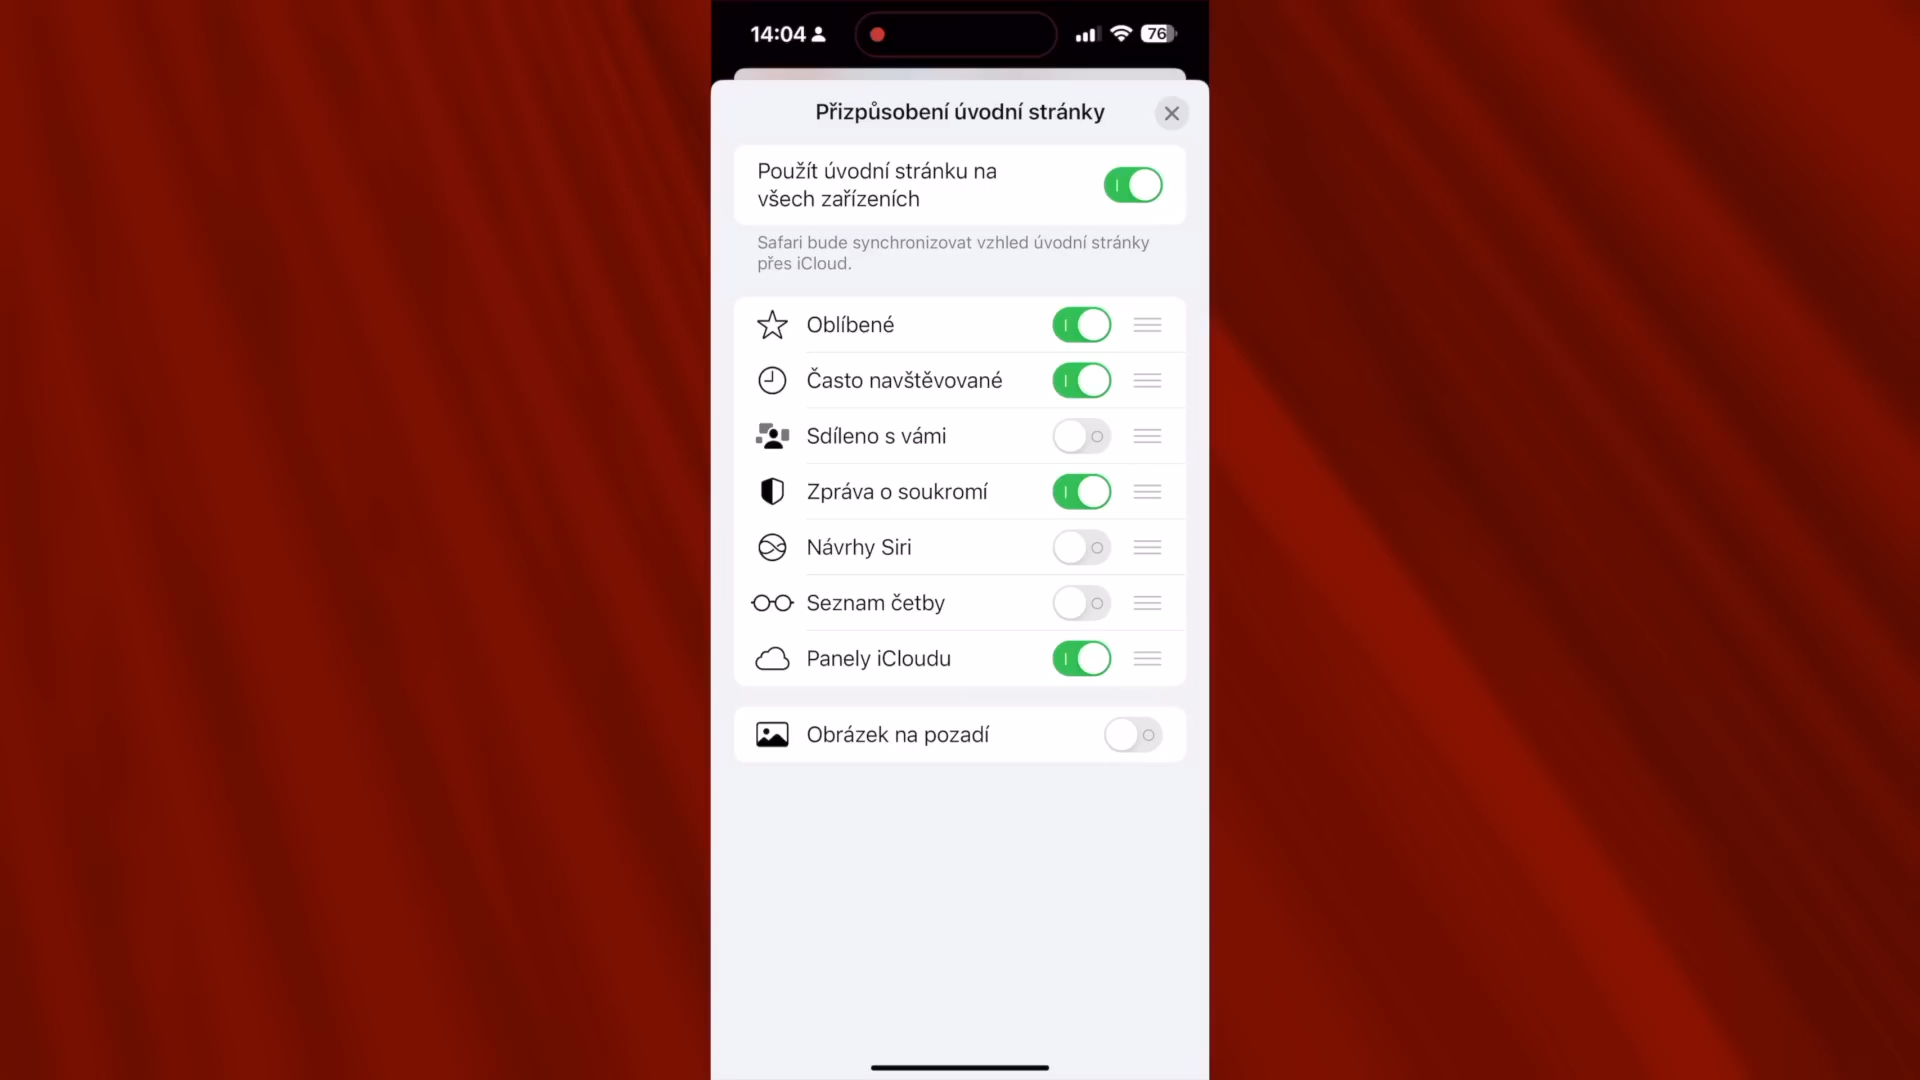 14:04
76
Přizpůsobení úvodní stránky
Použít úvodní stránku na
všech zařízeních
Safari bude synchronizovat vzhled úvodní stránky
přes iCloud.
Oblíbené
Často navštěvované
Sdíleno s vámi
Zpráva o soukromí
Návrhy Siri
Seznam četby
Panely iCloudu
Obrázek na pozadí